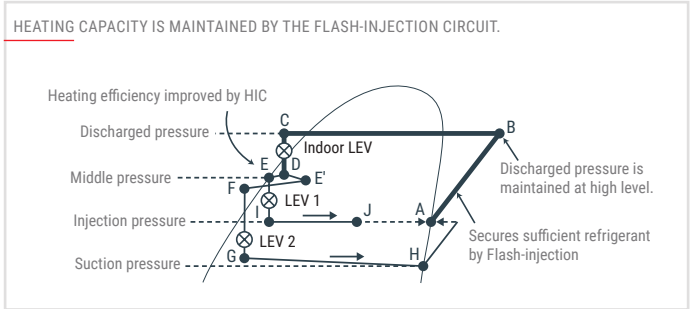 HEATING CAPACITY IS MAINTAINED BY THE FLASH-INJECTION CIRCUIT.
Heating efficiency improved by HIC
C
B
Discharged pressure
Indoor LEV
Discharged pressure is
maintained at high level.
E
D
Middle pressure
E'
F
LEV 1
I
J
A
Injection pressure
Secures sufficient refrigerant
by Flash-injection
LEV 2
G
H
Suction pressure